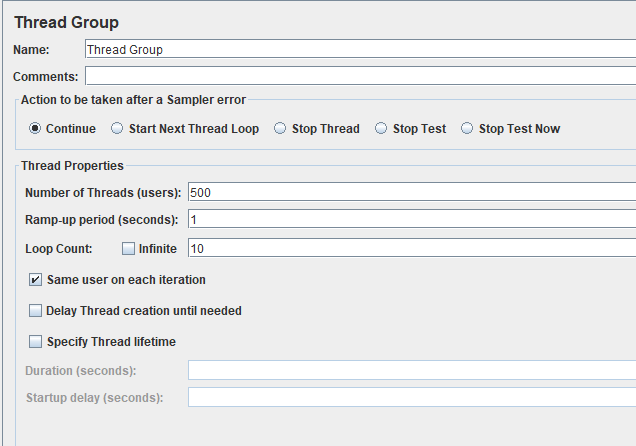 Thread Group
Name: Thread Group
Comments:
Action to be taken after a Sampler error
Continue Start Next Thread Loop Stop Thread Stop Test Stop Test Now
Thread Properties
Number of Threads (users): 500
Ramp-up period (seconds): 1
Loop Count: Infinite 10
Same user on each iteration
Delay Thread creation until needed
Specify Thread lifetime
Duration (seconds):
Startup delay (seconds):